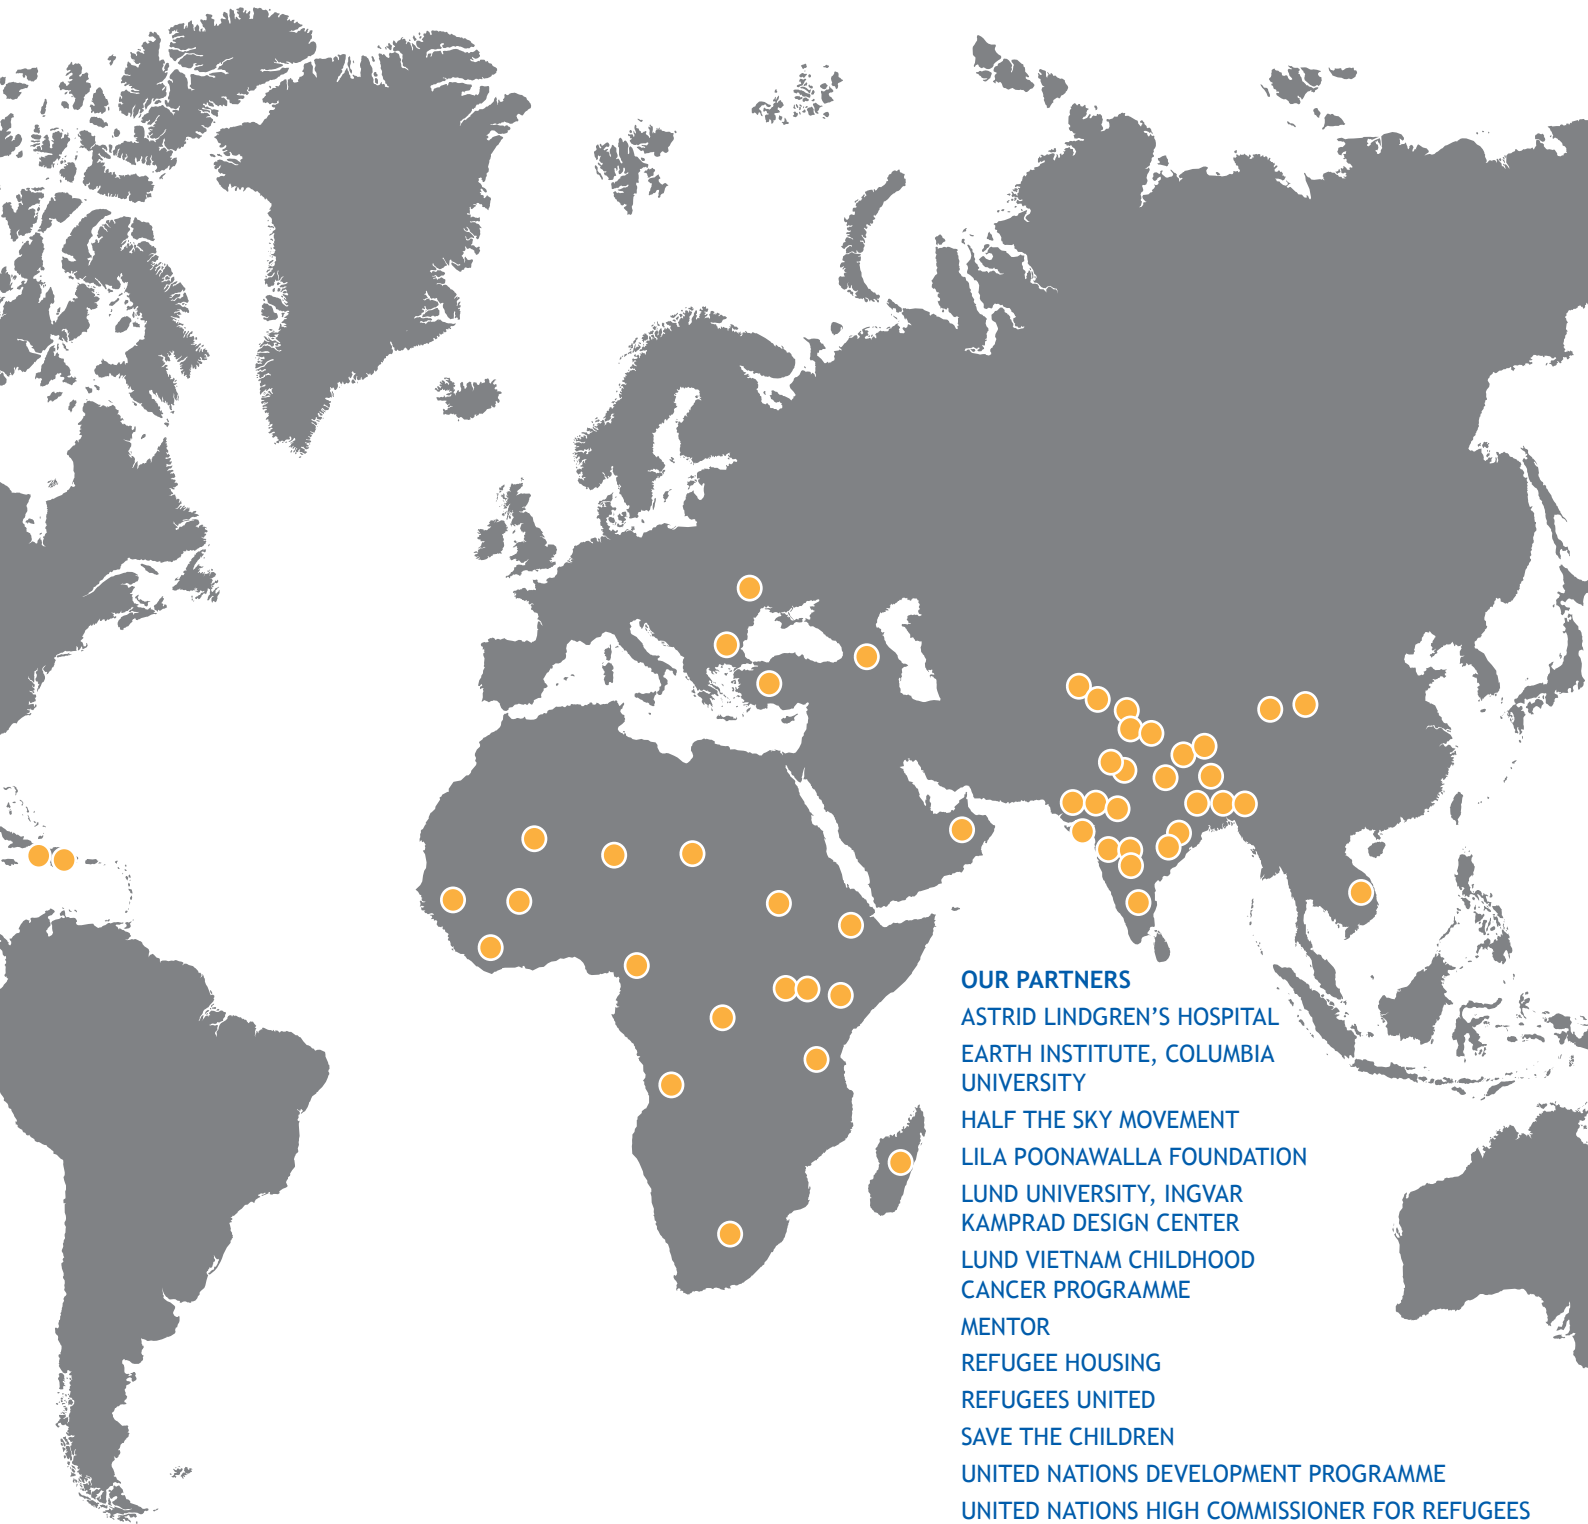 OUR PARTNERS
ASTRID LINDGREN’S HOSPITAL
EARTH INSTITUTE, COLUMBIA
UNIVERSITY
HALF THE SKY MOVEMENT
LILA POONAWALLA FOUNDATION
LUND UNIVERSITY, INGVAR
KAMPRAD DESIGN CENTER
LUND VIETNAM CHILDHOOD
CANCER PROGRAMME
MENTOR
REFUGEE HOUSING
REFUGEES UNITED
SAVE THE CHILDREN
UNITED NATIONS DEVELOPMENT PROGRAMME
UNITED NATIONS HIGH COMMISSIONER FOR REFUGEES